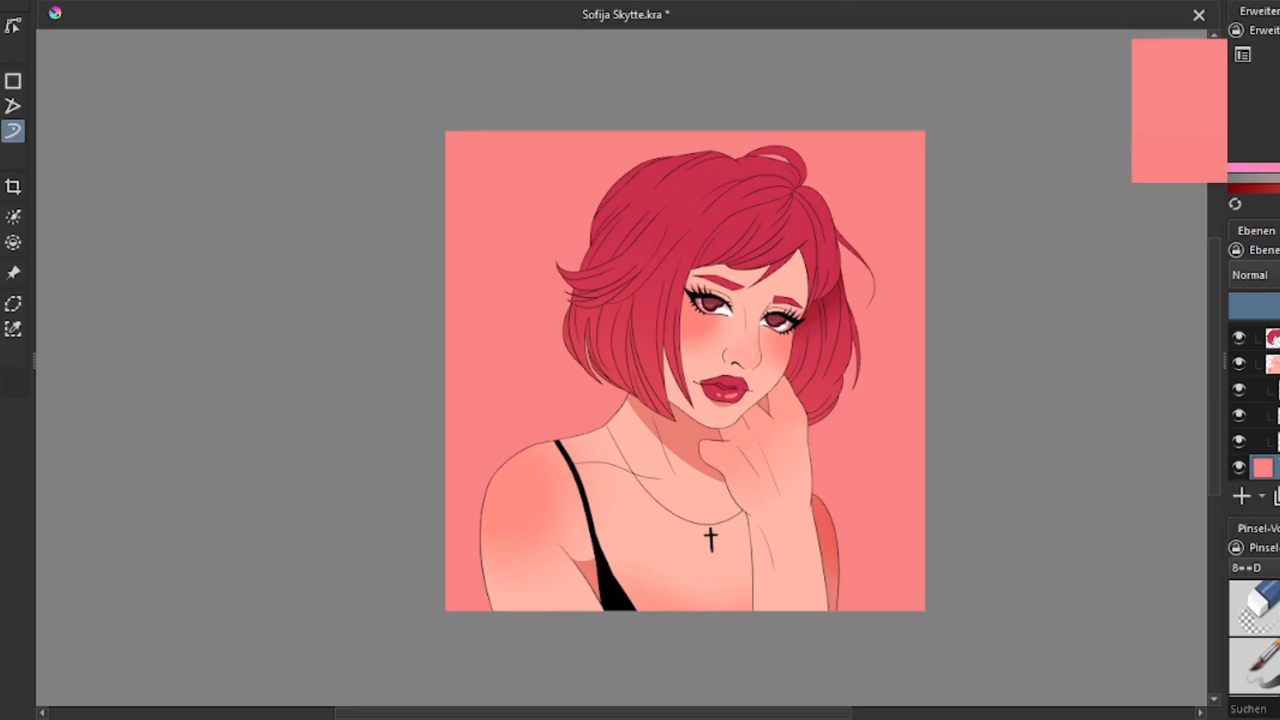 Sofija Skytte.kra *
Erweiter
Erweit
Ebenen
Ebene
Normal
Pinsel-Vo
Pinsel
8==D
Suchen